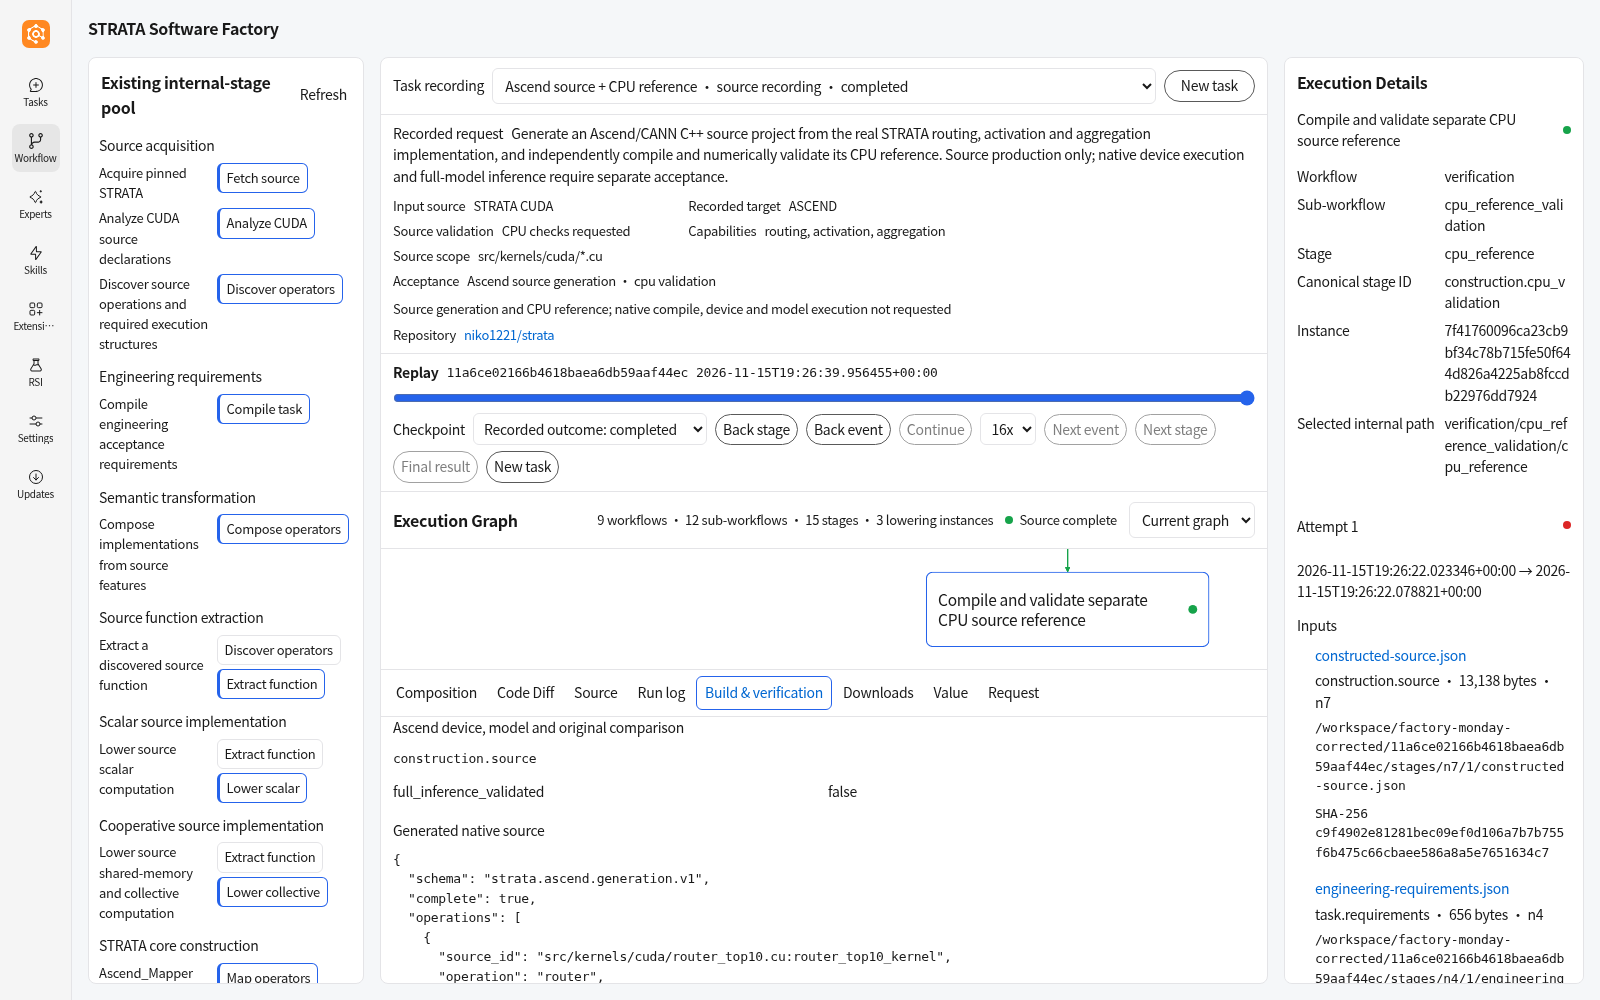 STRATA Software Factory
Tasks
Workflow
Experts
Skills
Extensi···
RSI
Settings
Updates
Existing internal-stage
pool
Refresh
Source acquisition
Acquire pinned
STRATA
Fetch source
Analyze CUDA
source
declarations
Analyze CUDA
Discover source
operations and
required execution
structures
Discover operators
Engineering requirements
Compile
engineering
acceptance
requirements
Compile task
Semantic transformation
Compose
implementations
from source
features
Compose operators
Source function extraction
Extract a
discovered source
function
Discover operators
Extract function
Scalar source implementation
Lower source
scalar
computation
Extract function
Lower scalar
Cooperative source implementation
Lower source
shared-memory
and collective
computation
Extract function
Lower collective
STRATA core construction
Ascend_Mapper
Map operators
Task recording
Ascend source + CPU reference • source recording • completed
New task
Recorded request Generate an Ascend/CANN C++ source project from the real STRATA routing, activation and aggregation
implementation, and independently compile and numerically validate its CPU reference. Source production only; native device execution
and full-model inference require separate acceptance.
Input source STRATA CUDA
Recorded target ASCEND
Source validation CPU checks requested
Capabilities routing, activation, aggregation
Source scope src/kernels/cuda/*.cu
Acceptance Ascend source generation • cpu validation
Source generation and CPU reference; native compile, device and model execution not requested
Repository niko1221/strata
Replay 11a6ce02166b4618baea6db59aaf44ec 2026-11-15T19:26:39.956455+00:00
Checkpoint
Recorded outcome: completed
Back stage
Back event
Continue
16x
Next event
Next stage
Final result
New task
Execution Graph
9 workflows • 12 sub-workflows • 15 stages • 3 lowering instances
Source complete
Current graph
Compile and validate separate
CPU source reference
Composition
Code Diff
Source
Run log
Build & verification
Downloads
Value
Request
Ascend device, model and original comparison
construction.source
full_inference_validated false
Generated native source
{
"schema": "strata.ascend.generation.v1",
"complete": true,
"operations": [
{
"source_id": "src/kernels/cuda/router_top10.cu:router_top10_kernel",
"operation": "router",
Execution Details
Compile and validate separate CPU
source reference
Workflow verification
Sub-workflow cpu_reference_vali
dation
Stage cpu_reference
Canonical stage ID construction.cpu_v
alidation
Instance 7f41760096ca23cb9
bf34c78b715fe50f64
4d826a4225ab8fccd
b22976dd7924
Selected internal path verification/cpu_ref
erence_validation/c
pu_reference
Attempt 1
2026-11-15T19:26:22.023346+00:00 → 2026-
11-15T19:26:22.078821+00:00
Inputs
constructed-source.json
construction.source • 13,138 bytes •
n7
/workspace/factory-monday-
corrected/11a6ce02166b4618baea6db
59aaf44ec/stages/n7/1/constructed
-source.json
SHA-256
c9f4902e81281bec09ef0d106a7b7b755
f6b475c66cbaee586a8a5e7651634c7
engineering-requirements.json
task.requirements • 656 bytes • n4
/workspace/factory-monday-
corrected/11a6ce02166b4618baea6db
59aaf44ec/stages/n4/1/engineering